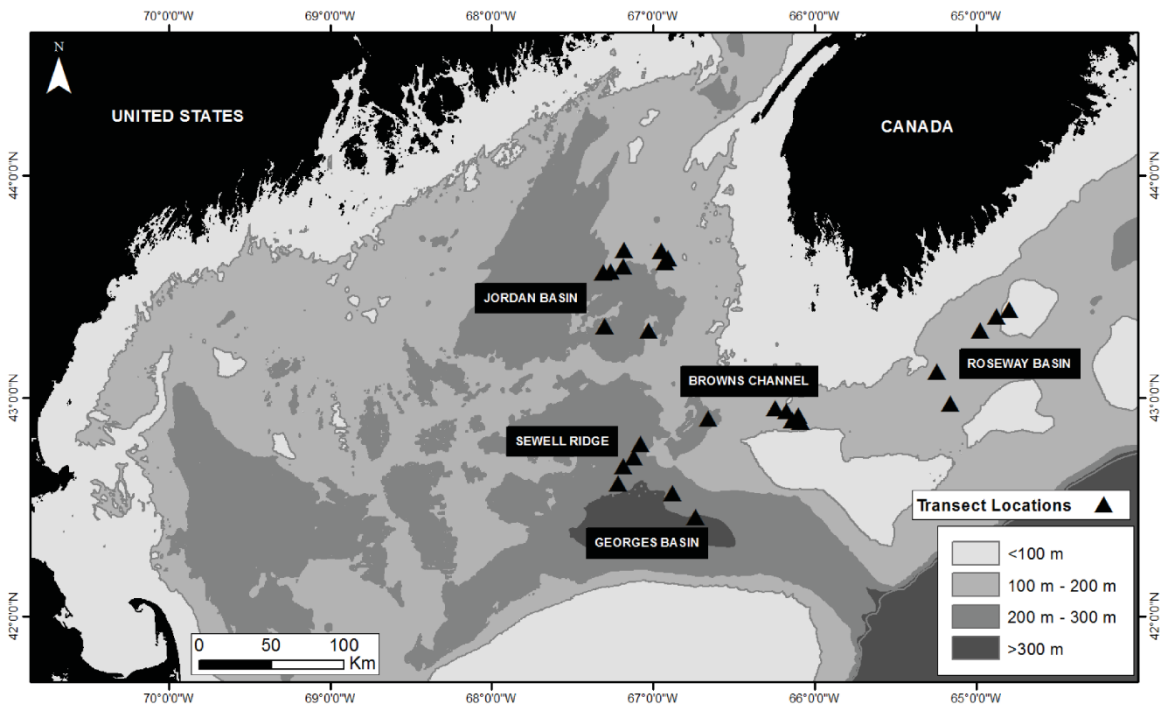 70°0'0"W 69°0'0"W 68°0'0"W 67°0'0"W 66°0'0"W 65°0'0"W
N
UNITED STATES
CANADA
44°0'0"N 44°0'0"N
JORDAN BASIN
ROSEWAY BASIN
BROWNS CHANNEL
43°0'0"N 43°0'0"N
SEWELL RIDGE
Transect Locations
GEORGES BASIN
<100 m
100 m - 200 m
200 m - 300 m
>300 m
42°0'0"N 42°0'0"N
0 50 100
Km
70°0'0"W 69°0'0"W 68°0'0"W 67°0'0"W 66°0'0"W 65°0'0"W